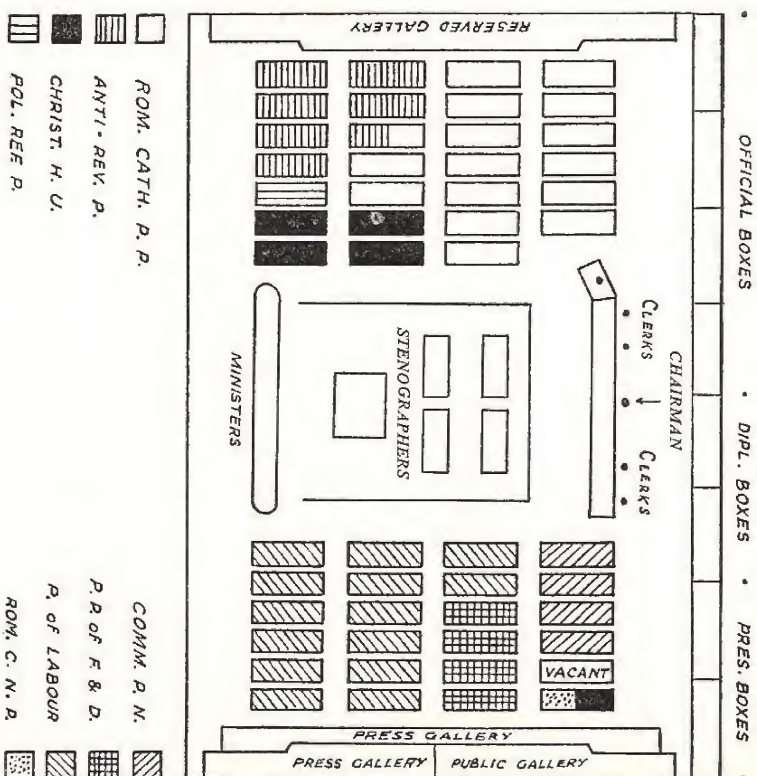 RESERVED GALLERY
OFFICIAL BOXES
DIPL. BOXES
PRES. BOXES
CHAIRMAN
CLERKS
CLERKS
STENOGRAPHERS
MINISTERS
VACANT
PRESS GALLERY
PRESS GALLERY
PUBLIC GALLERY
ROM. CATH. P. P.
ANTI-REV. P.
CHRIST. H. U.
POL. REF. P.
COMM. P. N.
P. P. OF F. & D.
P. OF LABOUR
ROM. C. N. P.